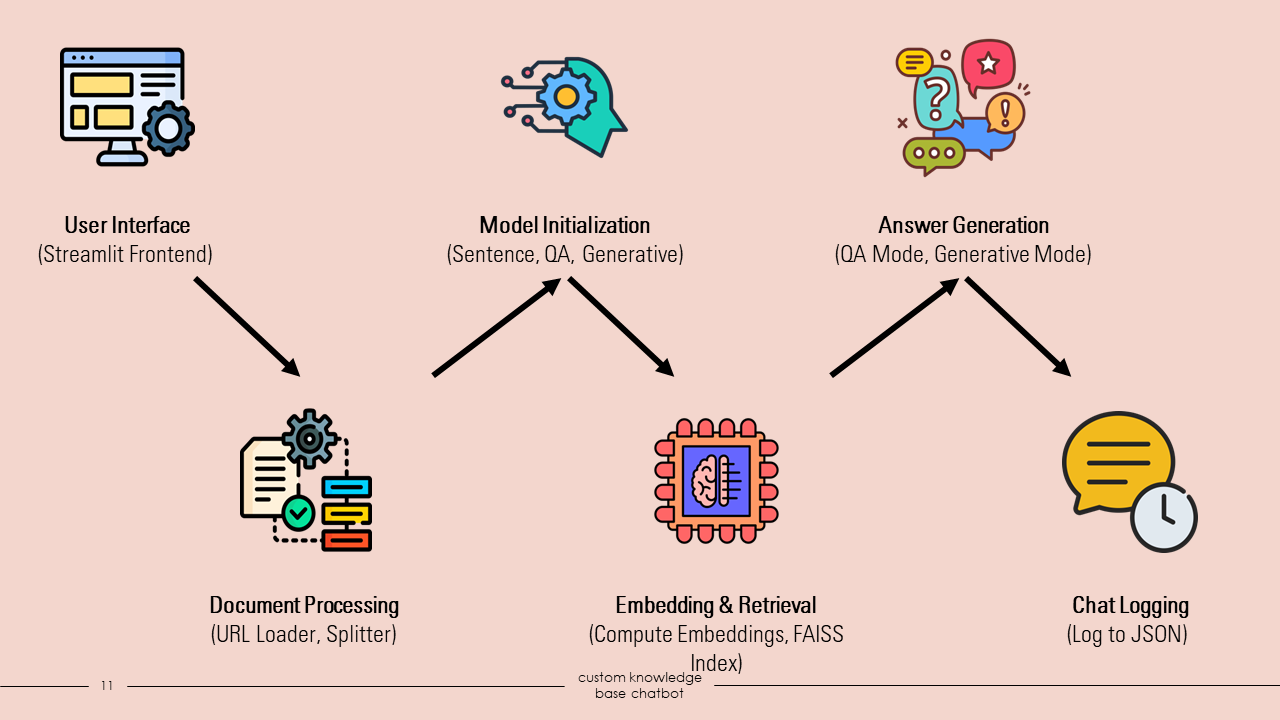 User Interface
(Streamlit Frontend)
Model Initialization
(Sentence, QA, Generative)
Answer Generation
(QA Mode, Generative Mode)
Document Processing
(URL Loader, Splitter)
Embedding & Retrieval
(Compute Embeddings, FAISS
Index)
Chat Logging
(Log to JSON)
11
custom knowledge
base chatbot